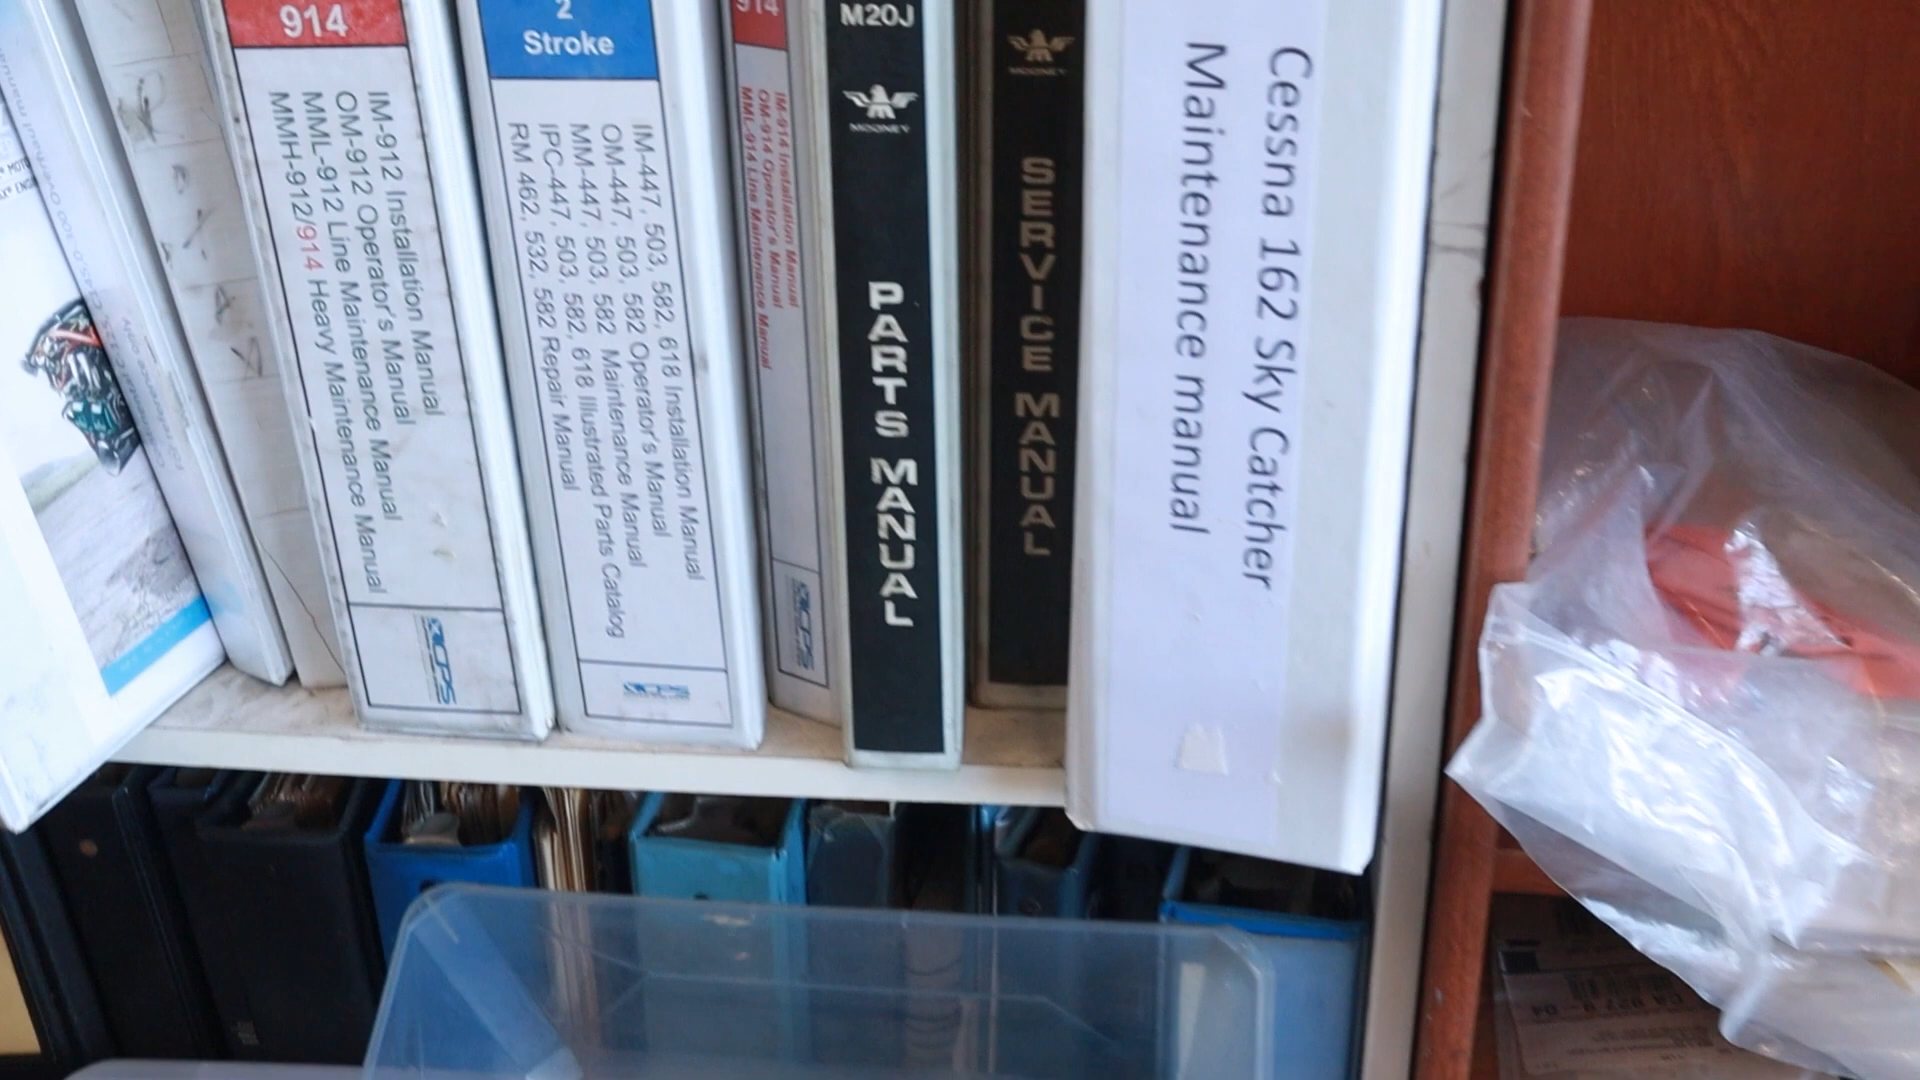 914
IM-912 Installation Manual
OM-912 Operator's Manual
MML-912 Line Maintenance Manual
MMH-912/914 Heavy Maintenance Manual
CPS
2
Stroke
IM-447, 503, 582, 618 Installation Manual
OM-447, 503, 582 Operator's Manual
MM-447, 503, 582 Maintenance Manual
IPC-447, 503, 582, 618 Illustrated Parts Catalog
RM 462, 532, 582 Repair Manual
CPS
914
IM-914 Installation Manual
OM-914 Operator's Manual
MML-914 Line Maintenance Manual
CPS
M20J
MOONEY
PARTS MANUAL
MOONEY
SERVICE MANUAL
Cessna 162 Sky Catcher
Maintenance manual